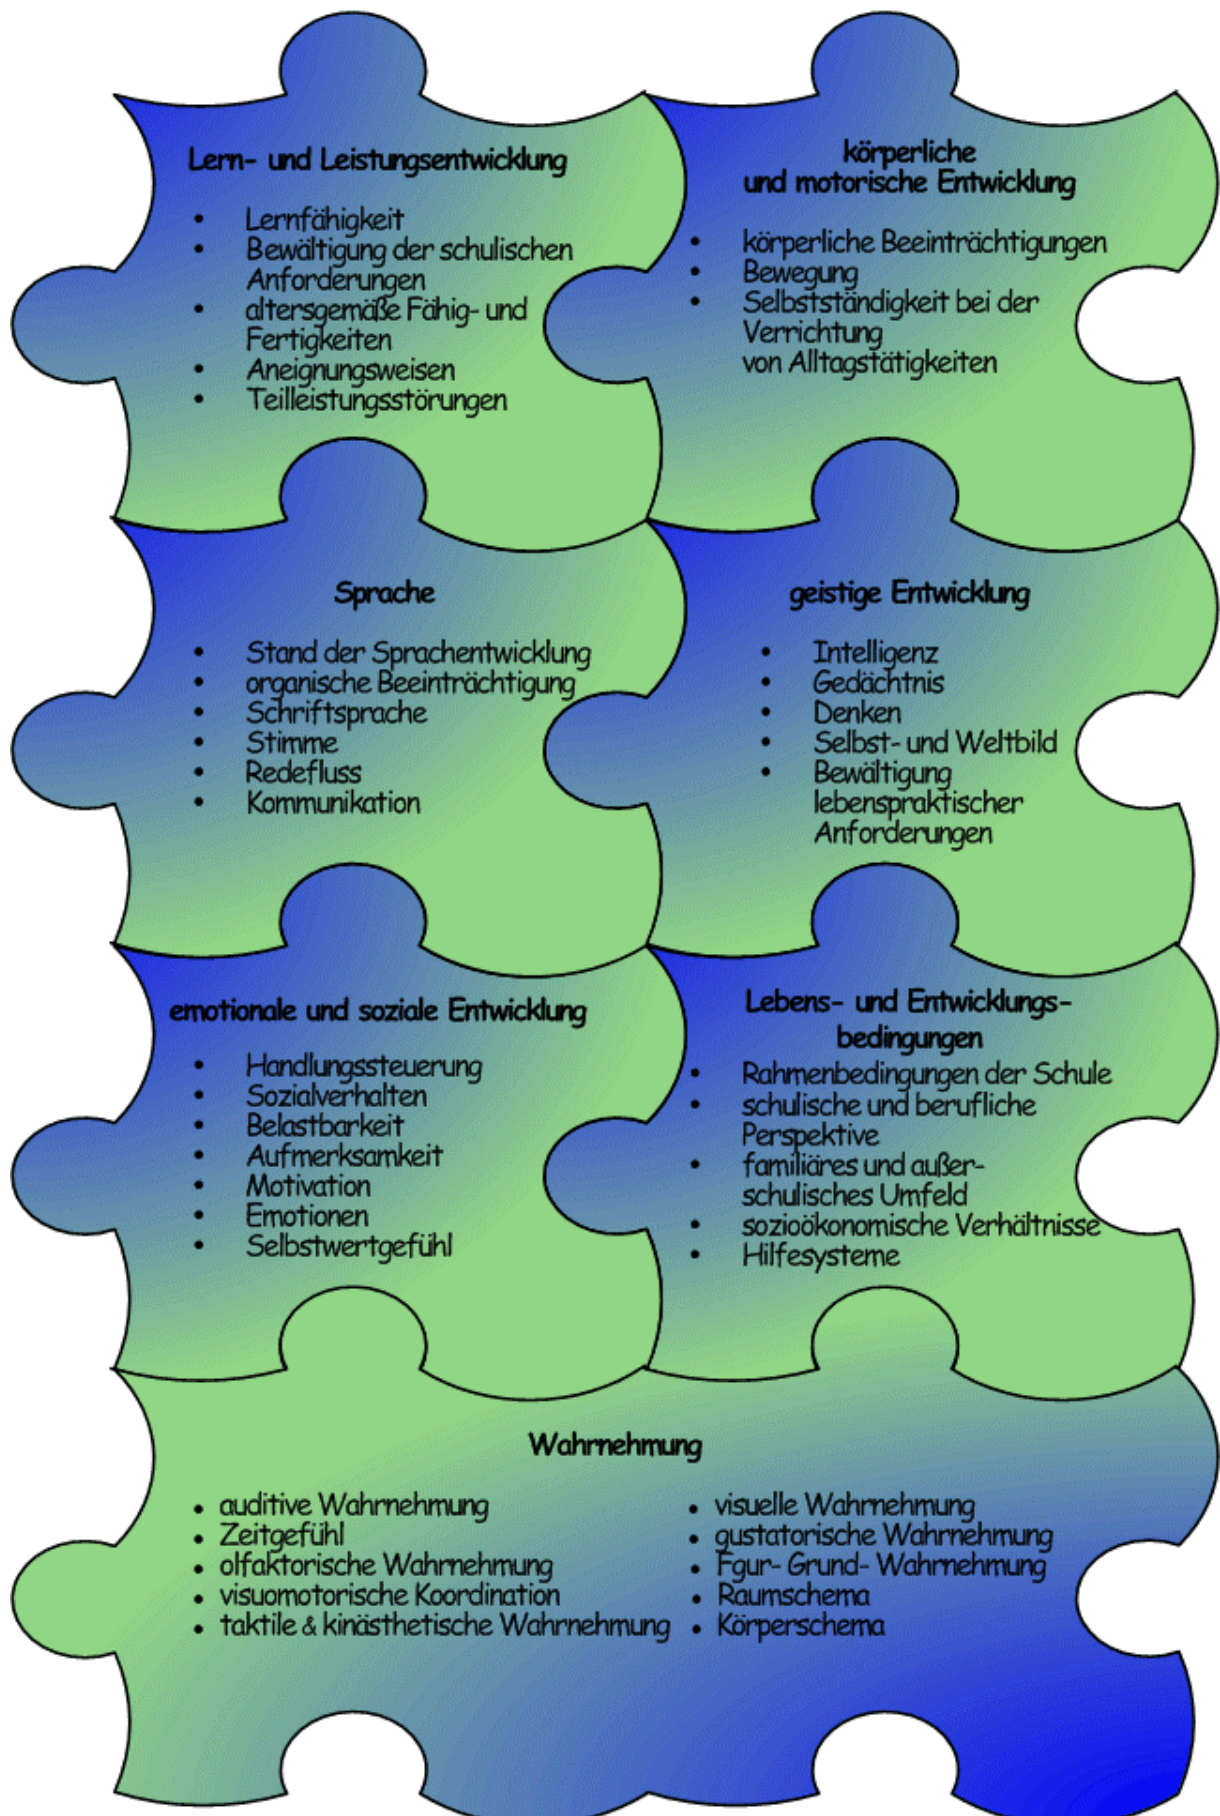 Lern- und Leistungsentwicklung
• Lernfähigkeit
• Bewältigung der schulischen
Anforderungen
• altersgemäße Fähig- und
Fertigkeiten
• Aneignungsweisen
• Teilleistungsstörungen
körperliche
und motorische Entwicklung
• körperliche Beeinträchtigungen
• Bewegung
• Selbstständigkeit bei der
Verrichtung
von Alltagstätigkeiten
Sprache
• Stand der Sprachentwicklung
• organische Beeinträchtigung
• Schriftsprache
• Stimme
• Redefluss
• Kommunikation
geistige Entwicklung
• Intelligenz
• Gedächtnis
• Denken
• Selbst- und Weltbild
• Bewältigung
lebenspraktischer
Anforderungen
emotionale und soziale Entwicklung
• Handlungssteuerung
• Sozialverhalten
• Belastbarkeit
• Aufmerksamkeit
• Motivation
• Emotionen
• Selbstwertgefühl
Lebens- und Entwicklungs-
bedingungen
• Rahmenbedingungen der Schule
• schulische und berufliche
Perspektive
• familiäres und außer-
schulisches Umfeld
• sozioökonomische Verhältnisse
• Hilfesysteme
Wahrnehmung
• auditive Wahrnehmung
• Zeitgefühl
• olfaktorische Wahrnehmung
• visuomotorische Koordination
• taktile & kinästhetische Wahrnehmung
• visuelle Wahrnehmung
• gustatorische Wahrnehmung
• Fgur- Grund- Wahrnehmung
• Raumschema
• Körperschema